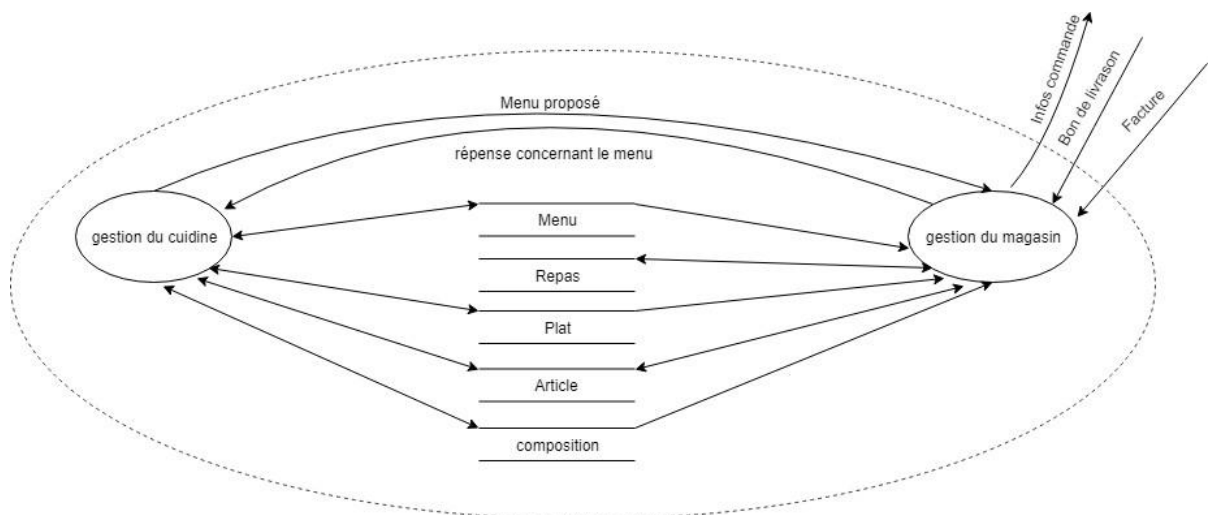 Menu proposé
répense concernant le menu
gestion du cuidine
gestion du magasin
Infos commande
Bon de livrason
Facture
Menu
Repas
Plat
Article
composition